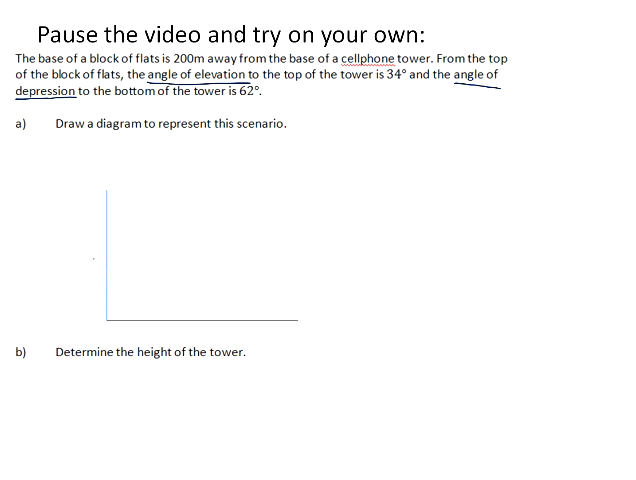 Pause the video and try on your own:
The base of a block of flats is 200m away from the base of a cellphone tower. From the top
of the block of flats, the angle of elevation to the top of the tower is 34° and the angle of
depression to the bottom of the tower is 62°.
a) Draw a diagram to represent this scenario.
b) Determine the height of the tower.